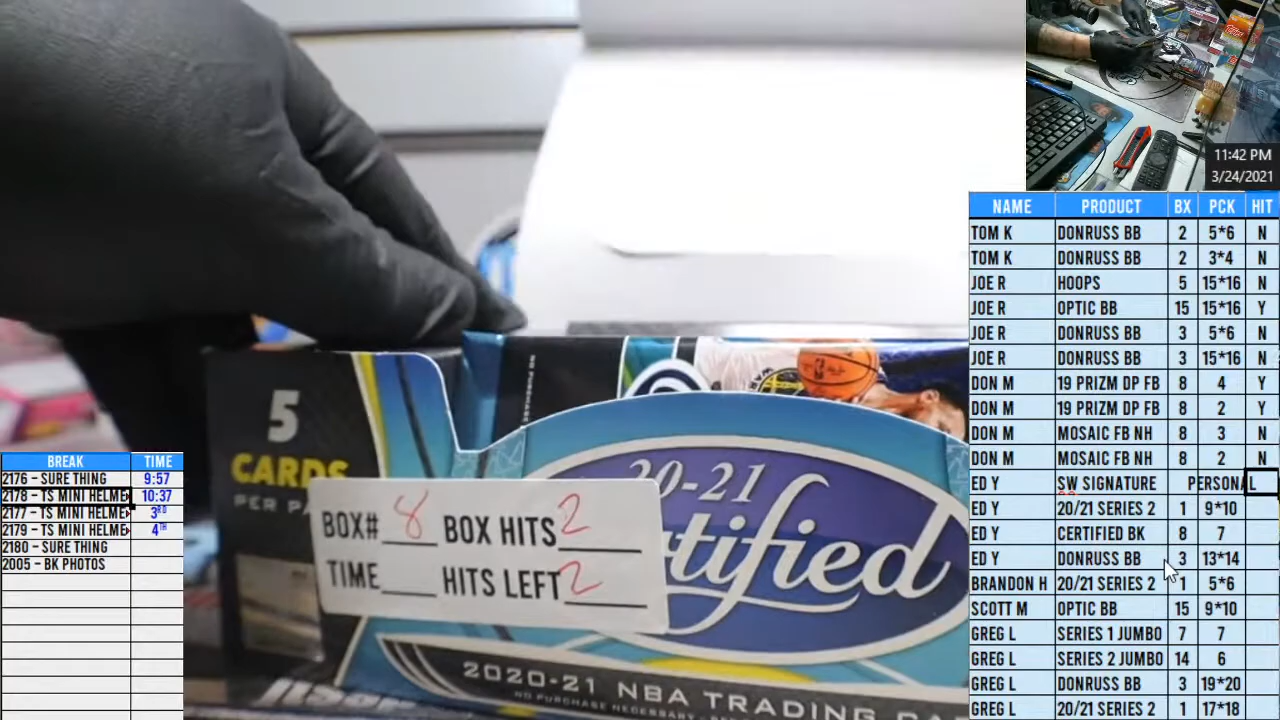 11:42 PM
3/24/2021
NAME PRODUCT BX PCK HIT
TOM K DONRUSS BB 2 5*6 N
TOM K DONRUSS BB 2 3*4 N
JOE R HOOPS 5 15*16 N
JOE R OPTIC BB 15 15*16 Y
JOE R DONRUSS BB 3 5*6 N
JOE R DONRUSS BB 3 15*16 N
DON M 19 PRIZM DP FB 8 4 Y
DON M 19 PRIZM DP FB 8 2 Y
DON M MOSAIC FB NH 8 3 N
DON M MOSAIC FB NH 8 2 N
ED Y SW SIGNATURE PERSONAL
ED Y 20/21 SERIES 2 1 9*10
ED Y CERTIFIED BK 8 7
ED Y DONRUSS BB 3 13*14
BRANDON H 20/21 SERIES 2 1 5*6
SCOTT M OPTIC BB 15 9*10
GREG L SERIES 1 JUMBO 7 7
GREG L SERIES 2 JUMBO 14 6
GREG L DONRUSS BB 3 19*20
GREG L 20/21 SERIES 2 1 17*18
5
CARDS
PER PA
20-21
rtified
BOX# 8 BOX HITS 2
TIME HITS LEFT 2
2020-21 NBA TRADING CA
BREAK TIME
2176 – SURE THING 9:57
2178 – TS MINI HELME 10:37
2177 – TS MINI HELME 3RD
2179 – TS MINI HELME 4TH
2180 – SURE THING
2005 – BK PHOTOS